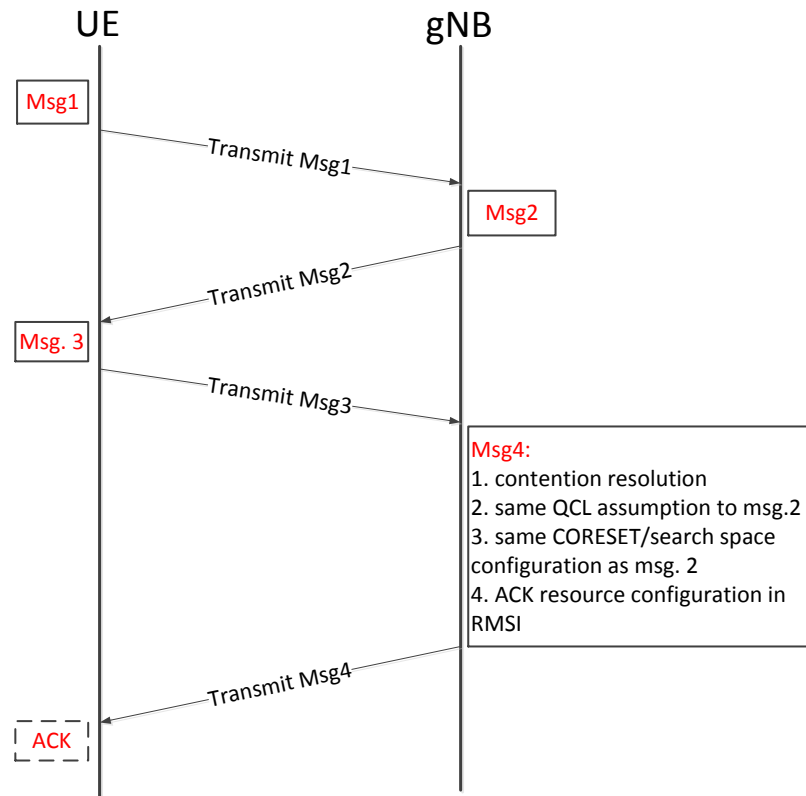 UE
gNB
Msg1
Transmit Msg1
Msg2
Transmit Msg2
Msg. 3
Transmit Msg3
Msg4:
1. contention resolution
2. same QCL assumption to msg.2
3. same CORESET/search space
configuration as msg. 2
4. ACK resource configuration in
RMSI
Transmit Msg4
ACK